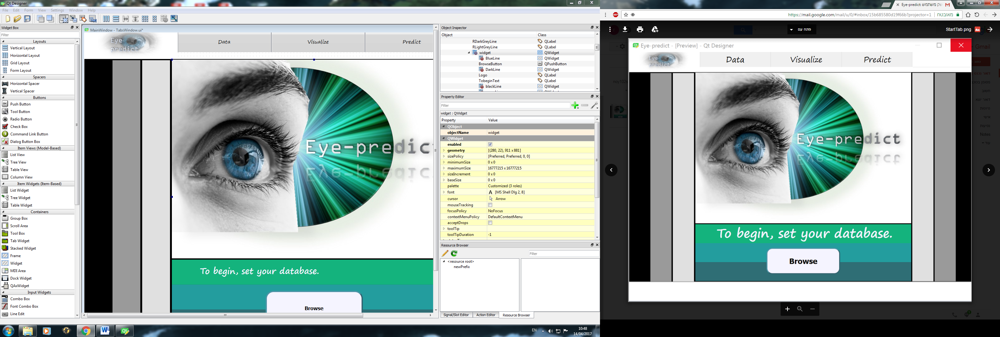 Qt Designer
File Edit Form View Settings Window Help
Widget Box
Filter
Layouts
Vertical Layout
Horizontal Layout
Grid Layout
Form Layout
Spacers
Horizontal Spacer
Vertical Spacer
Buttons
Push Button
Tool Button
Radio Button
Check Box
Command Link Button
Dialog Button Box
Item Views (Model-Based)
List View
Tree View
Table View
Column View
Item Widgets (Item-Based)
List Widget
Tree Widget
Table Widget
Containers
Group Box
Scroll Area
Tool Box
Tab Widget
Stacked Widget
Frame
Widget
MDI Area
Dock Widget
QAxWidget
Input Widgets
Combo Box
Font Combo Box
Line Edit
MainWindow - TabsWindow.ui*
Eye
predict
Data
Visualize
Predict
Eye-predict
To begin, set your database.
Browse
Object Inspector
Object Class
RDarkGreyLine QLabel
RLightGreyLine QLabel
widget QWidget
BlueLine QWidget
BrowseButton QPushButton
DarkLine QWidget
Logo QLabel
TobeginText QLabel
blackLine QWidget
Property Editor
Filter
widget : QWidget
Property Value
QObject
objectName widget
QWidget
enabled
geometry [(280, 22), 911 x 881]
sizePolicy [Preferred, Preferred, 0, 0]
minimumSize 0 x 0
maximumSize 16777215 x 16777215
sizeIncrement 0 x 0
baseSize 0 x 0
palette Customized (3 roles)
font A [MS Shell Dlg 2, 8]
cursor Arrow
mouseTracking
focusPolicy NoFocus
contextMenuPolicy DefaultContextMenu
acceptDrops
toolTip
toolTipDuration -1
Resource Browser
Filter
<resource root>
newPrefix
Signal/Slot Editor Action Editor Resource Browser
EN
10:48
14/04/2017
Eye-predict: שק משתמש
https://mail.google.com/mail/u/0/#inbox/15b685580d19f66b?projector=1 מאובטח
פתח עם
StartTab.png
Gmail
Eye-predict - [Preview] - Qt Designer
Eye
predict
Data
Visualize
Predict
Eye-predict
To begin, set your database.
Browse
חשוב
דואר יוצא
טיוטות
אישי
נסיעות
Notes
עוד